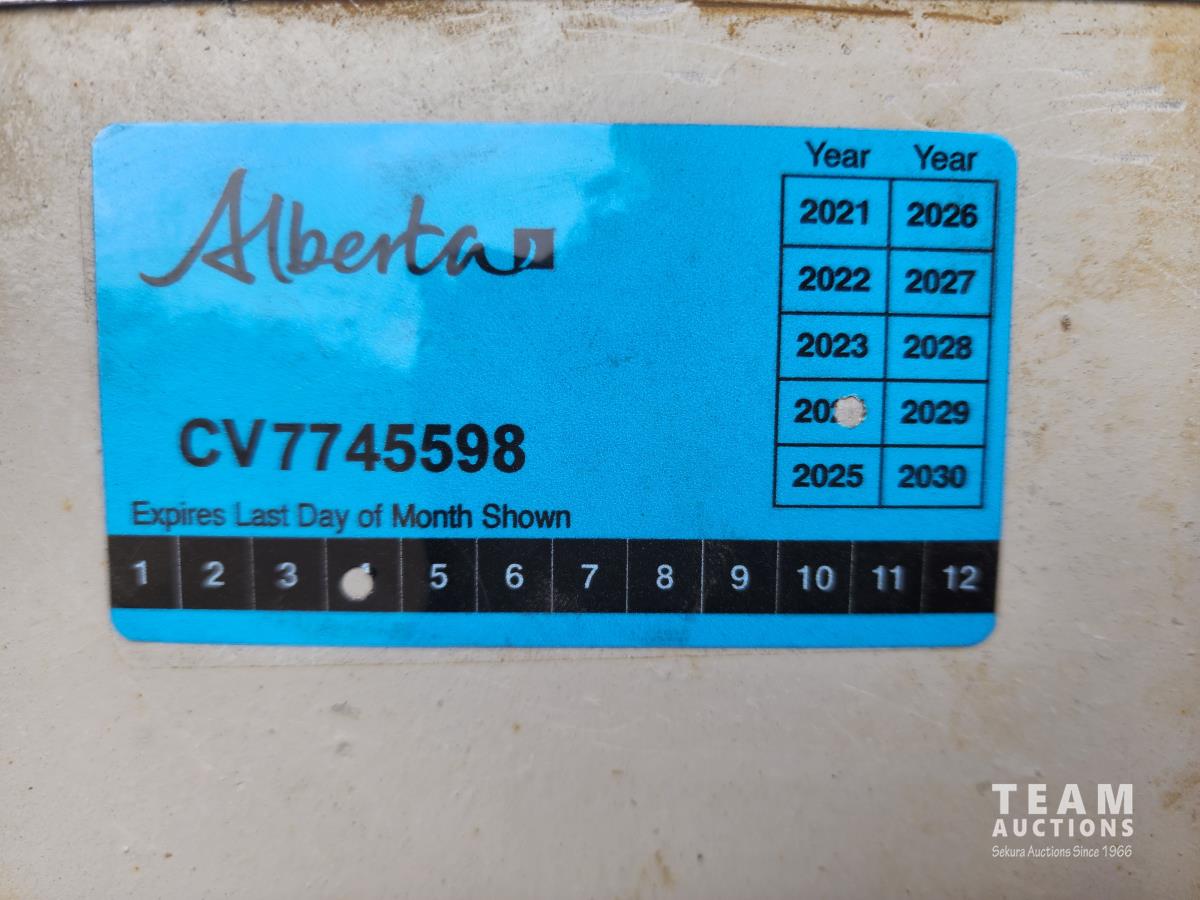 Year Year
Alberta
2021 2026
2022 2027
2023 2028
2029
CV7745598
2025 2030
Expires Last Day of Month Shown
1 2 3 5 6 7 8 9 10 11 12
TEAM
AUCTIONS
Sekura Auctions Since 1966